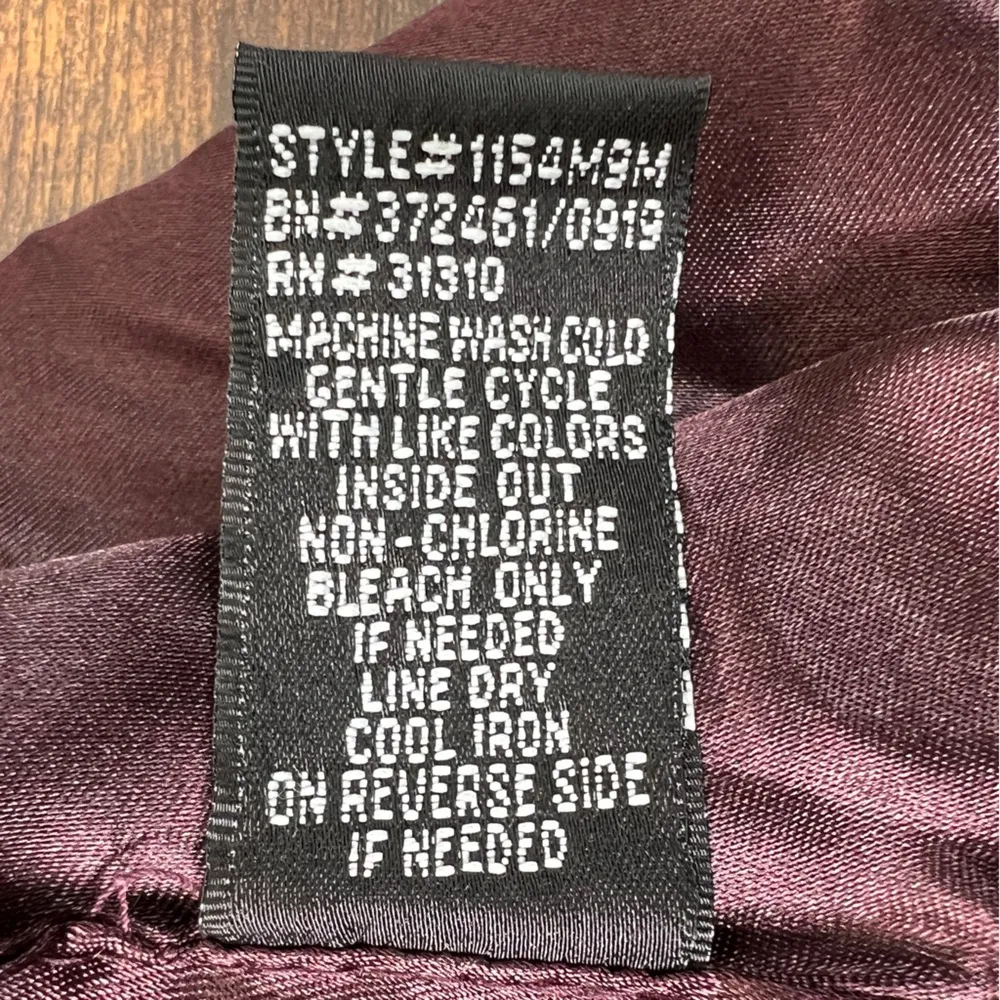 STYLE# 1154M9M
BN# 372461/0919
RN# 31310
MACHINE WASH COLD
GENTLE CYCLE
WITH LIKE COLORS
INSIDE OUT
NON-CHLORINE
BLEACH ONLY
IF NEEDED
LINE DRY
COOL IRON
ON REVERSE SIDE
IF NEEDED